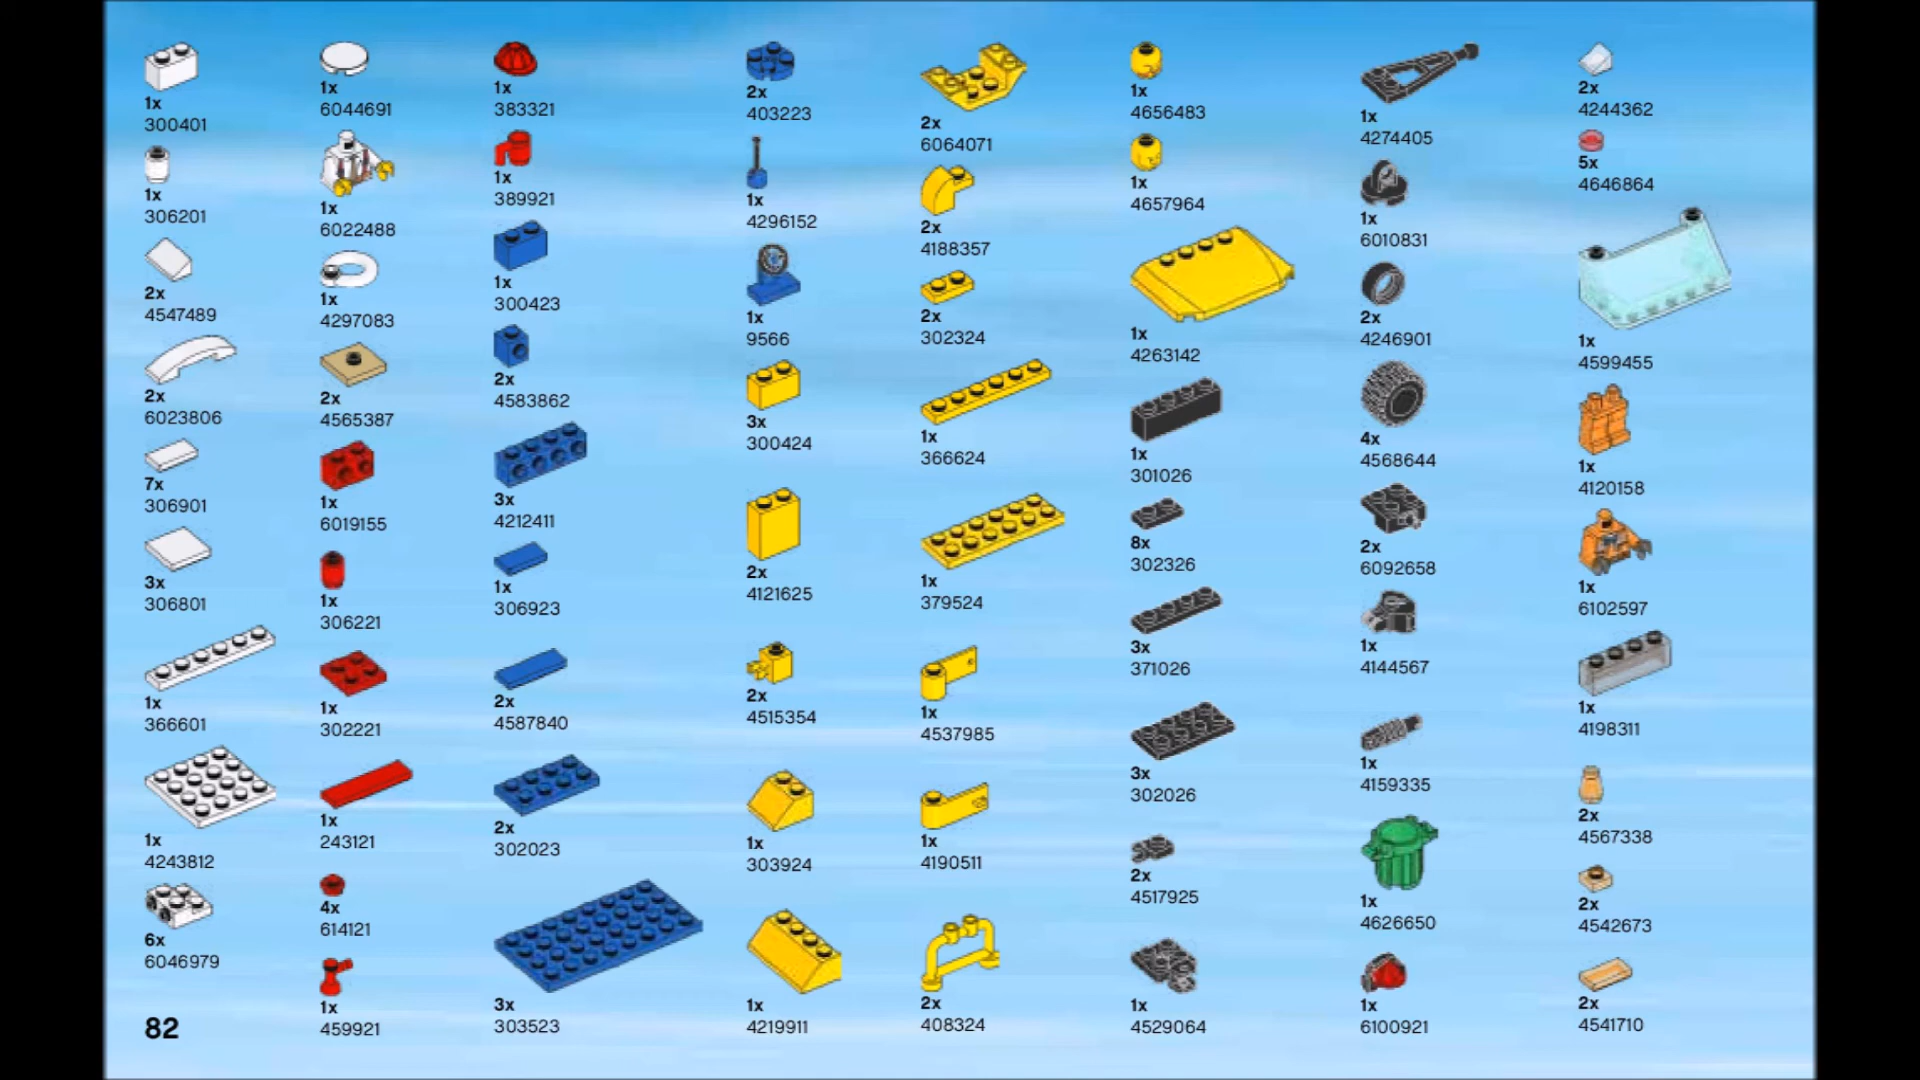 1x
300401
1x
306201
2x
4547489
2x
6023806
7x
306901
3x
306801
1x
366601
1x
4243812
6x
6046979
82
1x
6044691
1x
6022488
1x
4297083
2x
4565387
1x
6019155
1x
306221
1x
302221
1x
243121
4x
614121
1x
459921
1x
383321
1x
389921
1x
300423
2x
4583862
3x
4212411
1x
306923
2x
4587840
2x
302023
3x
303523
2x
403223
1x
4296152
1x
9566
3x
300424
2x
4121625
2x
4515354
1x
303924
1x
4219911
2x
6064071
2x
4188357
2x
302324
1x
366624
1x
379524
1x
4537985
1x
4190511
2x
408324
1x
4656483
1x
4657964
1x
4263142
1x
301026
8x
302326
3x
371026
3x
302026
2x
4517925
1x
4529064
1x
4274405
1x
6010831
2x
4246901
4x
4568644
2x
6092658
1x
4144567
1x
4159335
1x
4626650
1x
6100921
2x
4244362
5x
4646864
1x
4599455
1x
4120158
1x
6102597
1x
4198311
2x
4567338
2x
4542673
2x
4541710